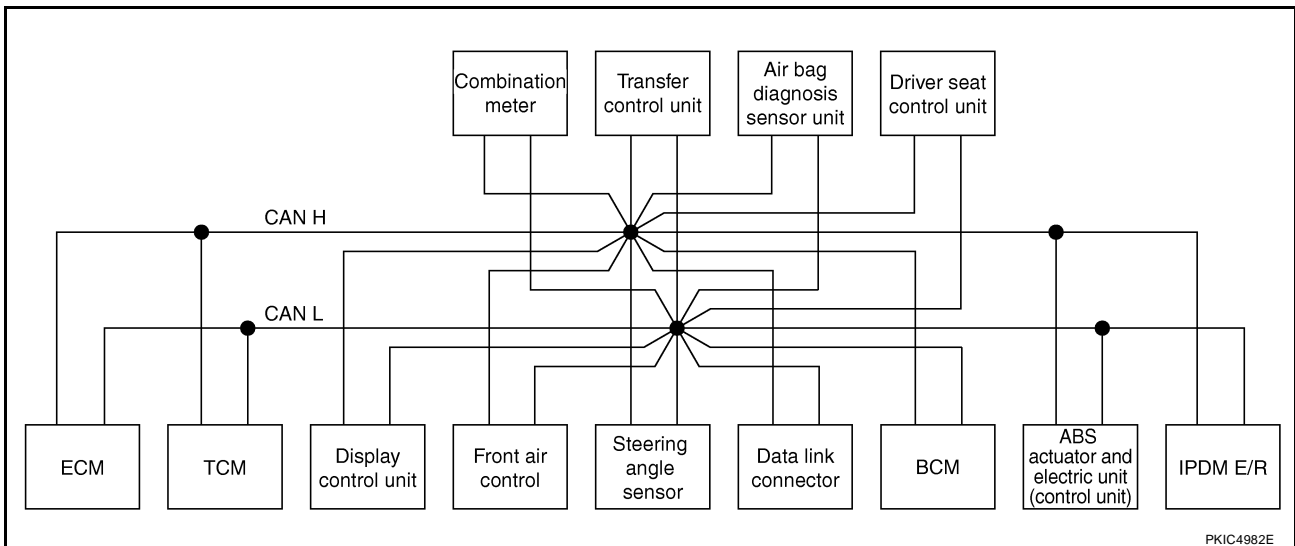 Combination
meter
Transfer
control unit
Air bag
diagnosis
sensor unit
Driver seat
control unit
CAN H
CAN L
ECM
TCM
Display
control unit
Front air
control
Steering
angle
sensor
Data link
connector
BCM
ABS
actuator and
electric unit
(control unit)
IPDM E/R
PKIC4982E